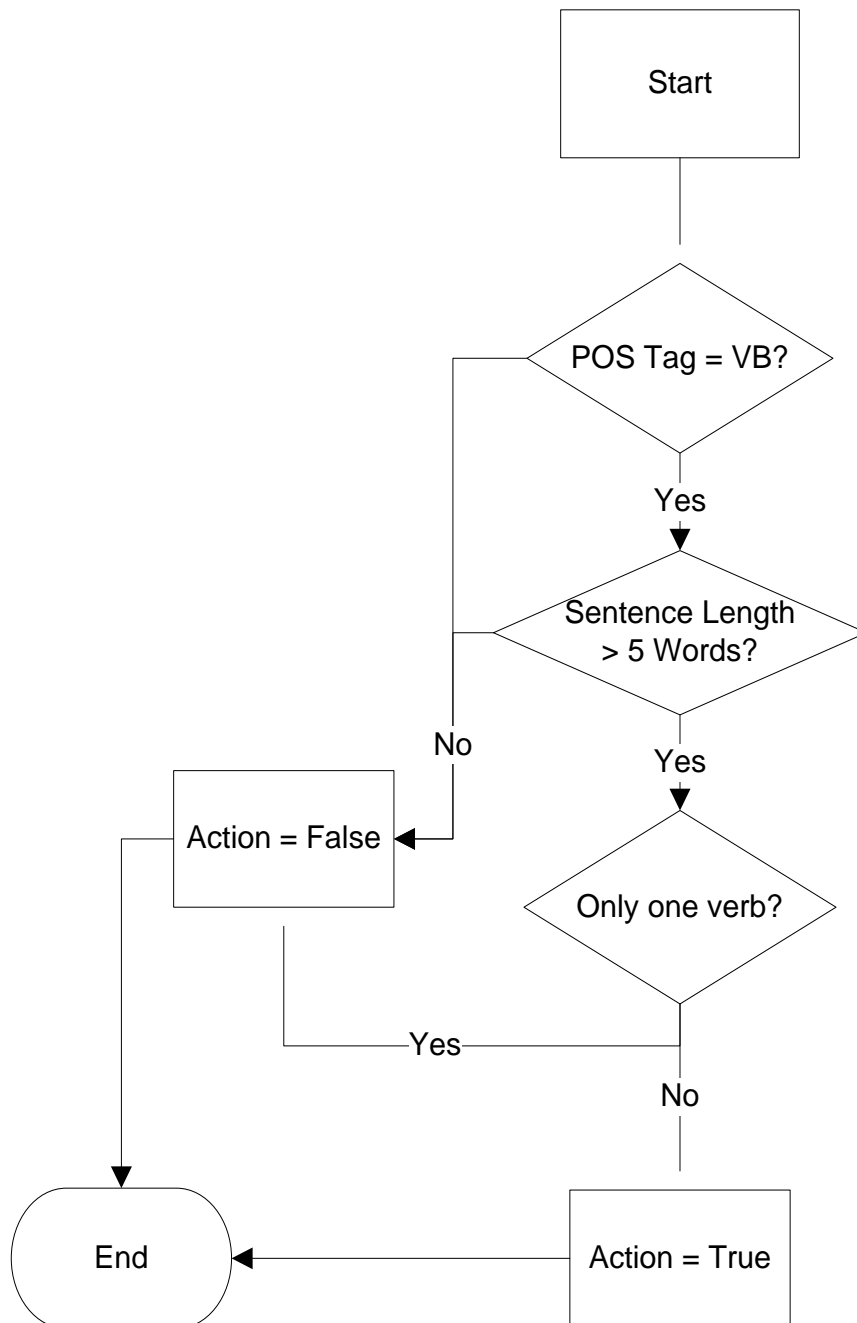 Start
POS Tag = VB?
Yes
Sentence Length
> 5 Words?
No
Yes
Action = False
Only one verb?
Yes
No
End
Action = True